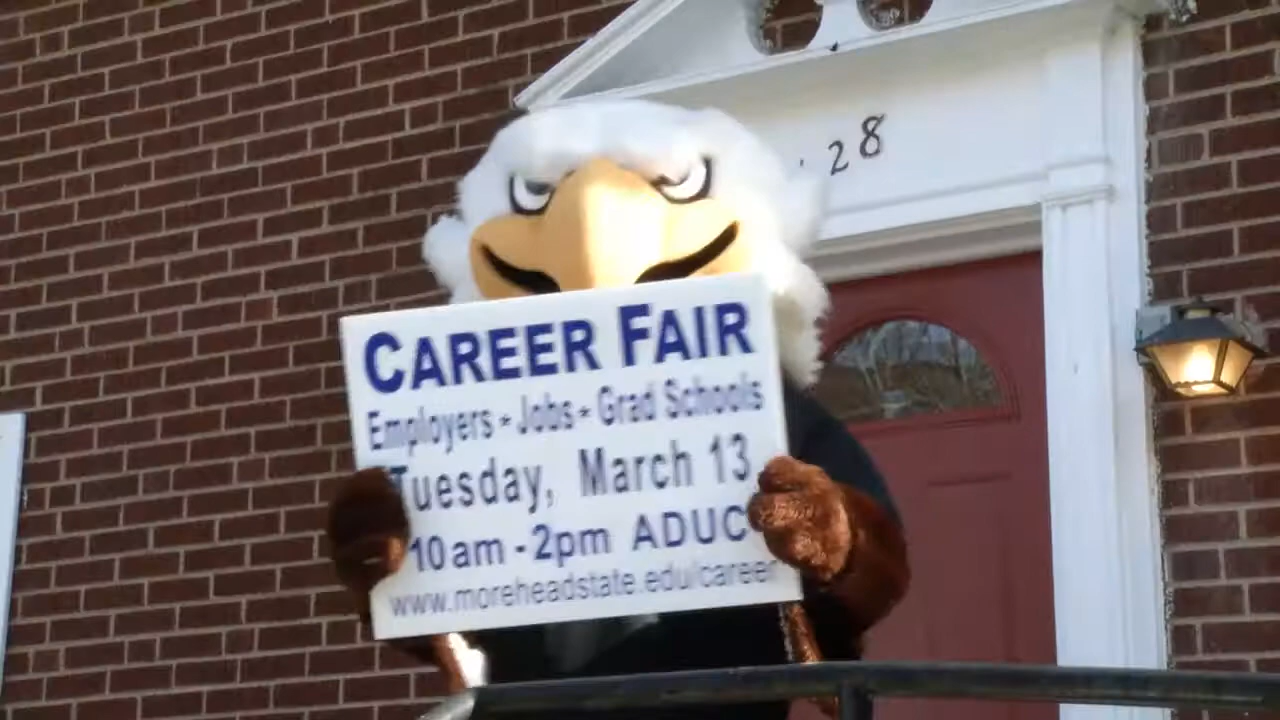 28
CAREER FAIR
Employers * Jobs * Grad Schools
Tuesday, March 13
10am - 2pm ADUC
www.moreheadstate.edu/career